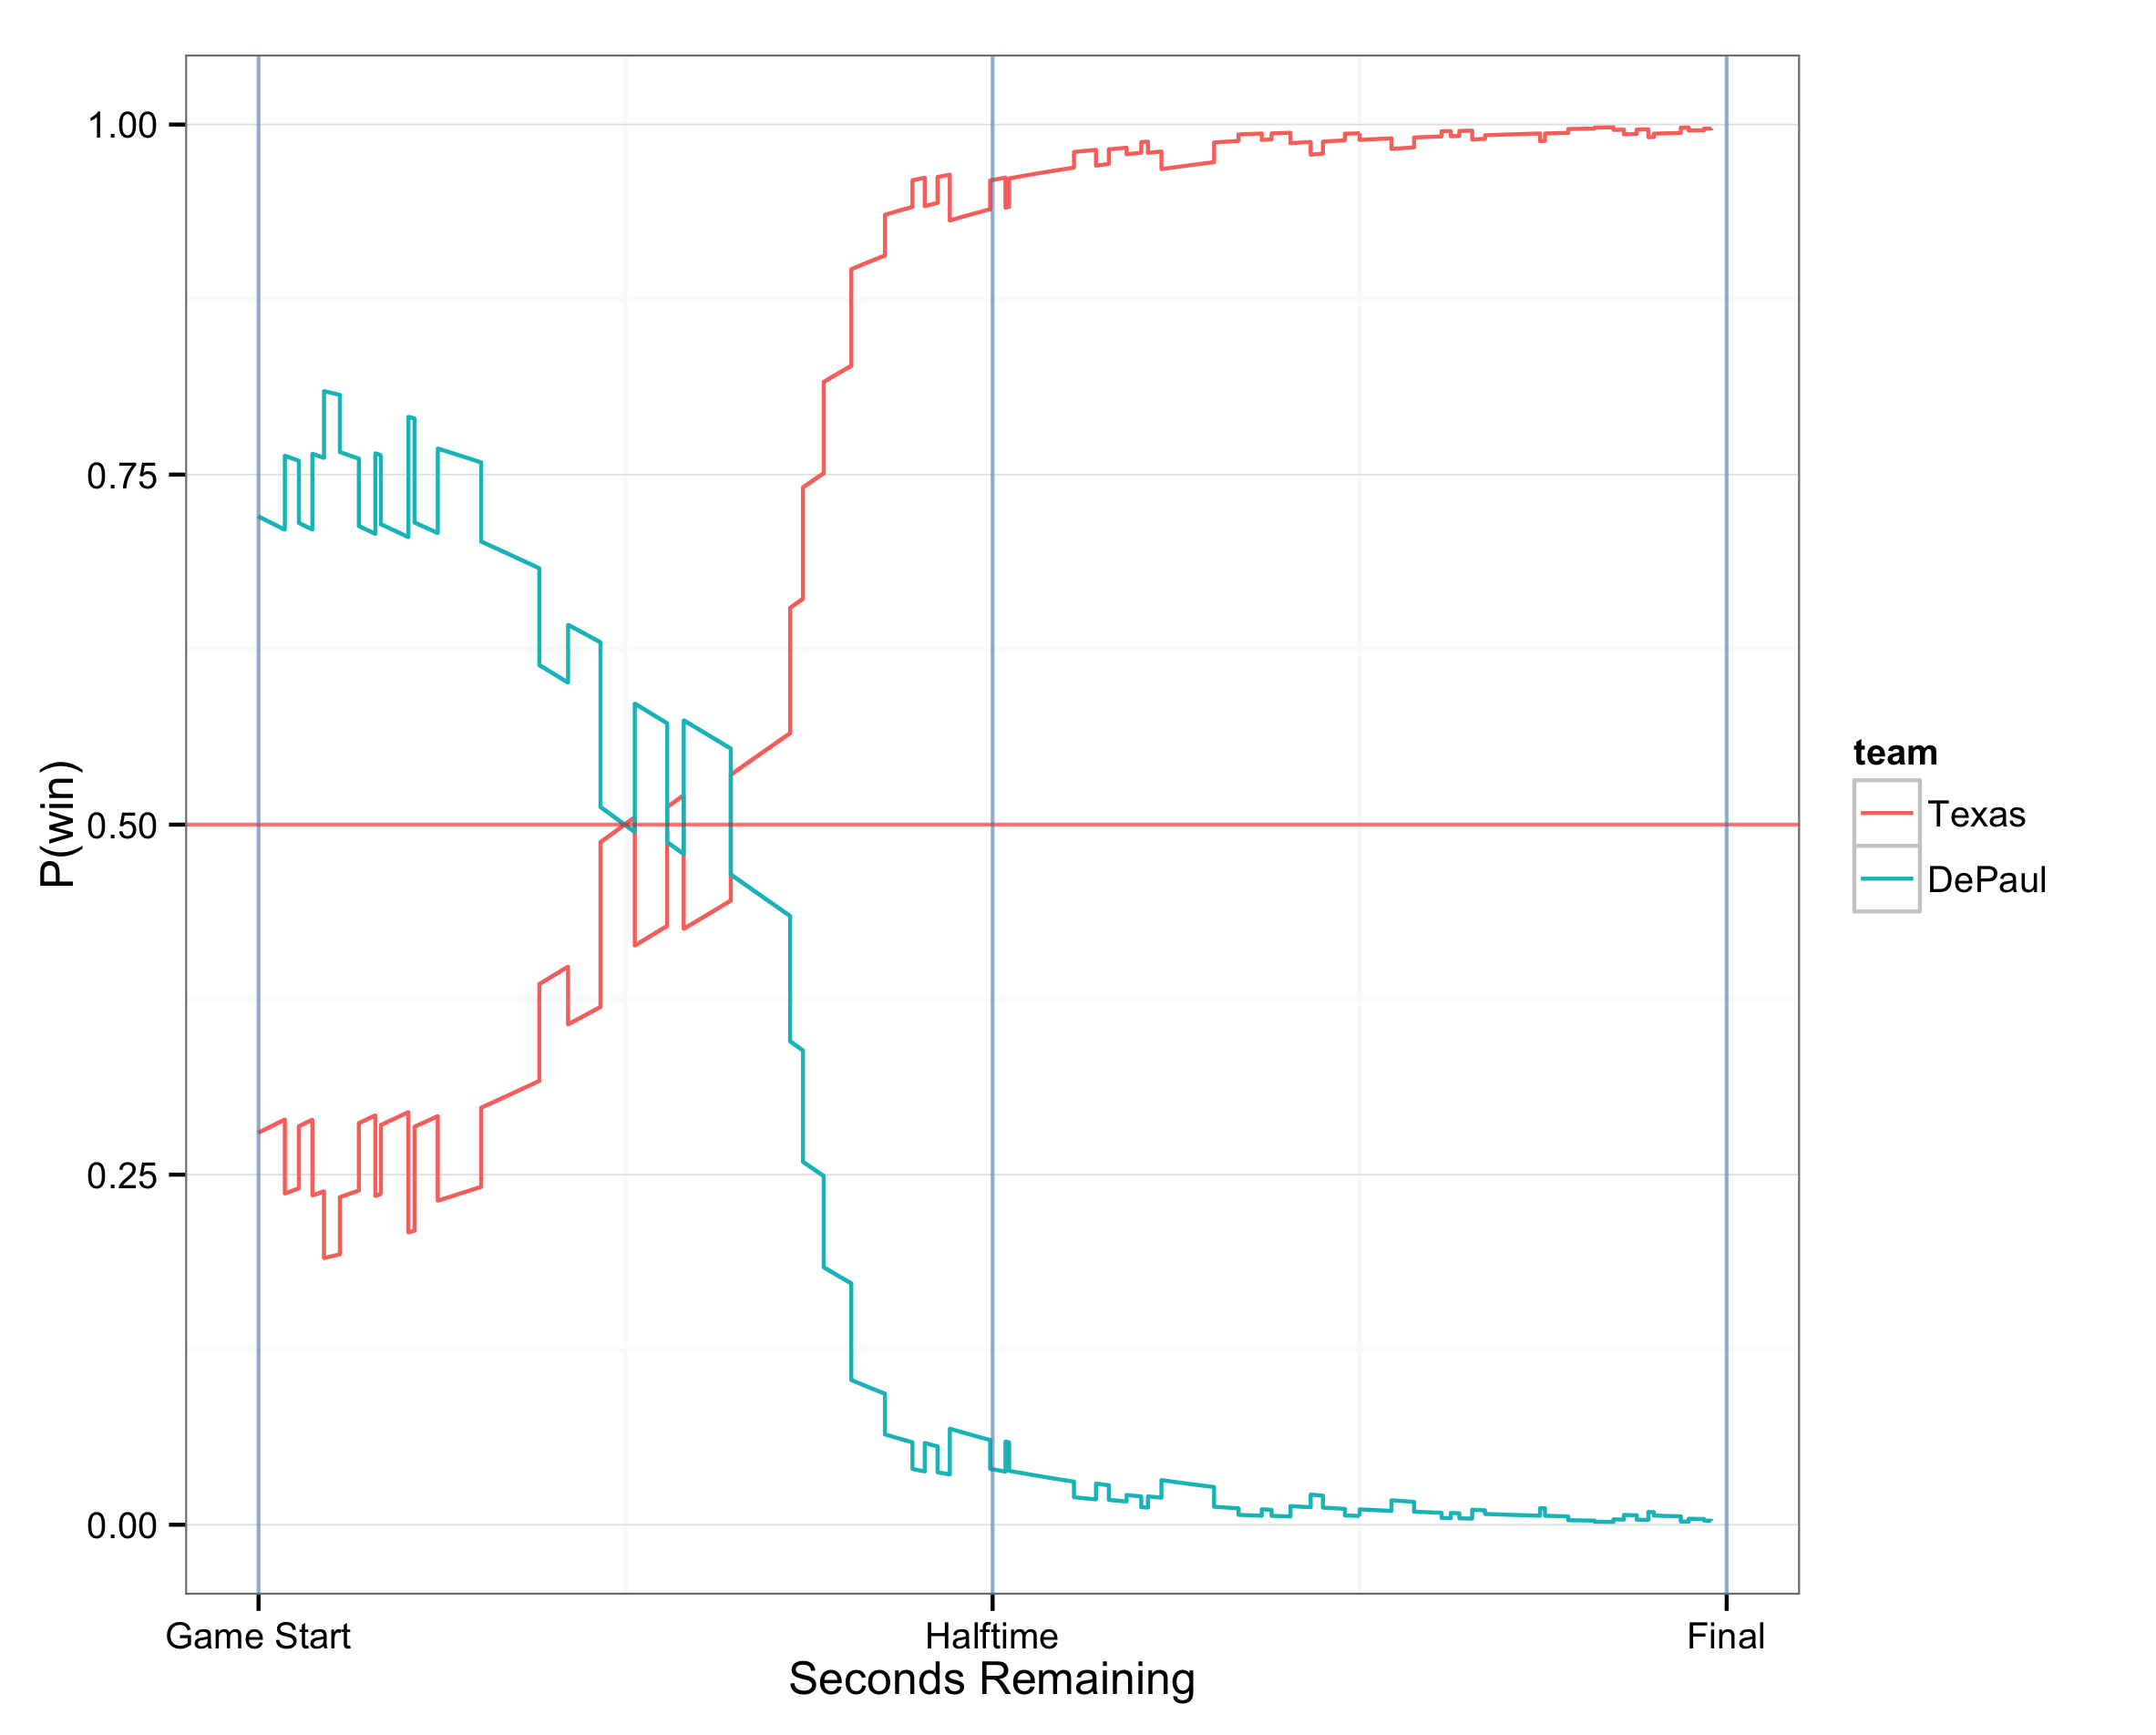 1.00
0.75
0.50
0.25
0.00
P(win)
Game Start
Halftime
Final
Seconds Remaining
team
Texas
DePaul